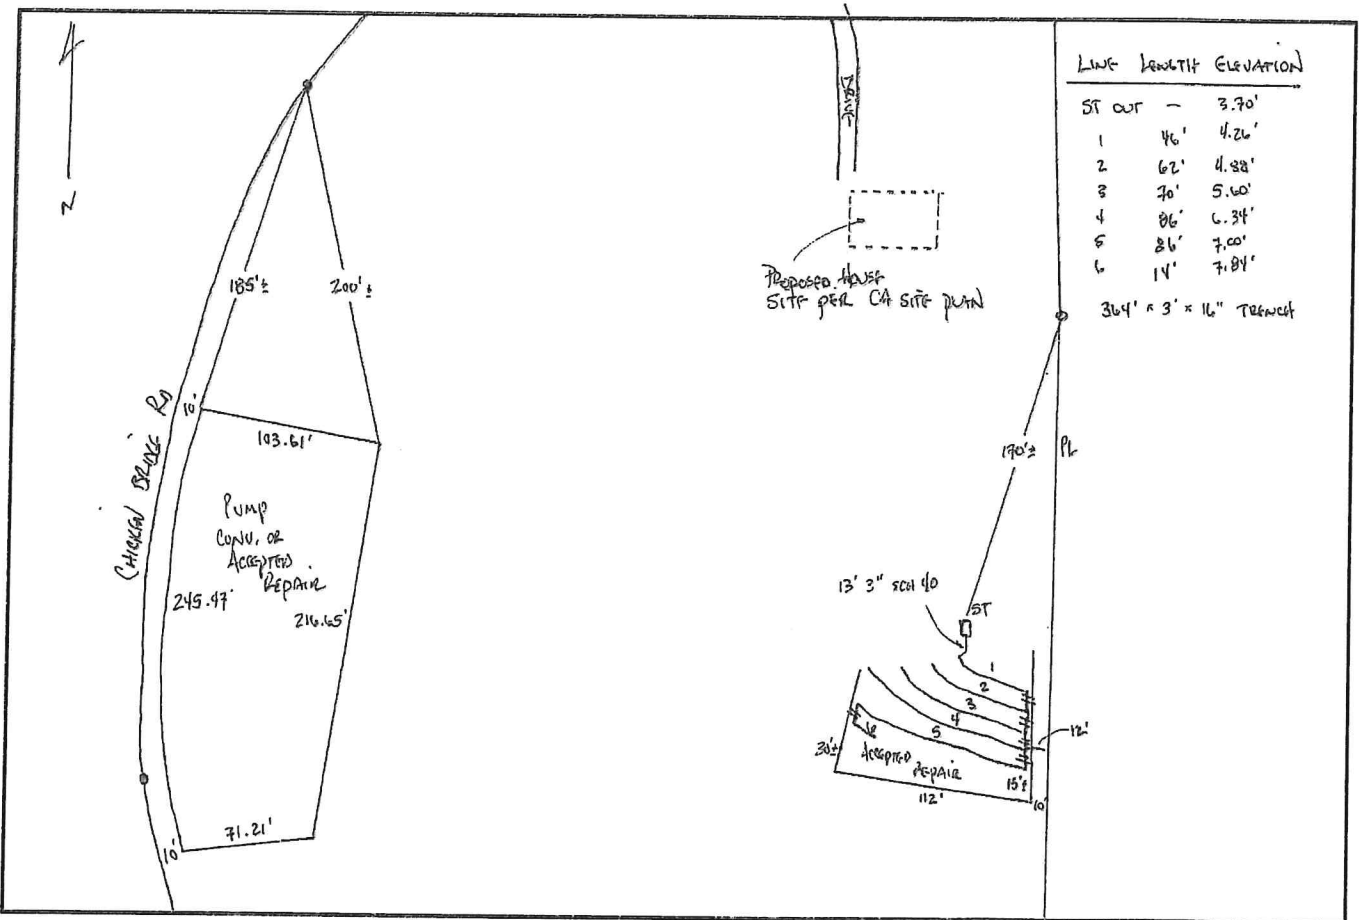 N
DRIVE
LINE LENGTH ELEVATION
ST OUT - 3.70'
1 46' 4.26'
2 62' 4.88'
3 70' 5.60'
4 86' 6.34'
5 86' 7.00'
6 14' 7.84'
364' x 3' x 16" TRENCH
PROPOSED HOUSE
SITE PER CA SITE PLAN
185'±
200'±
10'
103.61'
CHICKEN BRIDGE RD
PUMP
CONV. OR
ACCEPTED
REPAIR
245.47'
216.65'
71.21'
10'
170'±
PL
13' 3" SCH 40
ST
1
2
3
4
5
6
12'
30'±
ACCEPTED
REPAIR
15'±
112'
10'